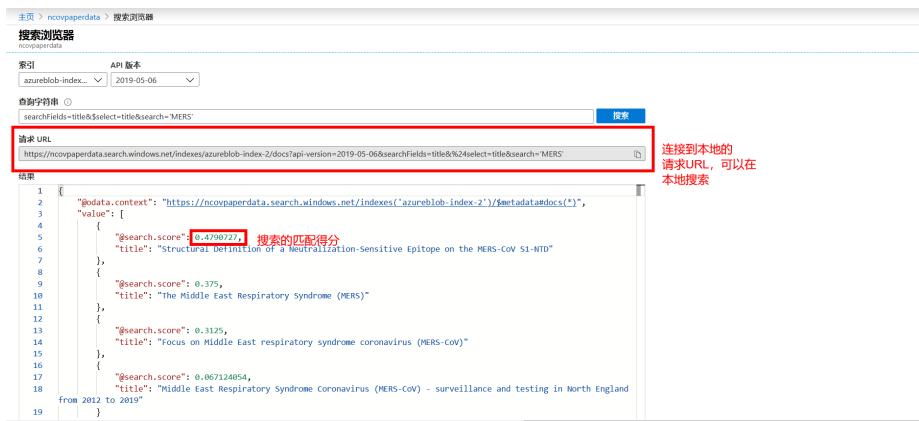 主页 > ncovpaperdata > 搜索浏览器
搜索浏览器
ncovpaperdata
索引 API 版本
azureblob-index... 2019-05-06
查询字符串
searchFields=title&$select=title&search='MERS' 搜索
请求 URL
https://ncovpaperdata.search.windows.net/indexes/azureblob-index-2/docs?api-version=2019-05-06&searchFields=title&%24select=title&search='MERS'
连接到本地的
请求URL，可以在
本地搜索
结果
1 {
2 "@odata.context": "https://ncovpaperdata.search.windows.net/indexes('azureblob-index-2')/$metadata#docs(*)",
3 "value": [
4 {
5 "@search.score": 0.4790727, 搜索的匹配得分
6 "title": "Structural Definition of a Neutralization-Sensitive Epitope on the MERS-CoV S1-NTD"
7 },
8 {
9 "@search.score": 0.375,
10 "title": "The Middle East Respiratory Syndrome (MERS)"
11 },
12 {
13 "@search.score": 0.3125,
14 "title": "Focus on Middle East respiratory syndrome coronavirus (MERS-CoV)"
15 },
16 {
17 "@search.score": 0.067124054,
18 "title": "Middle East Respiratory Syndrome Coronavirus (MERS-CoV) - surveillance and testing in North England
from 2012 to 2019"
19 }